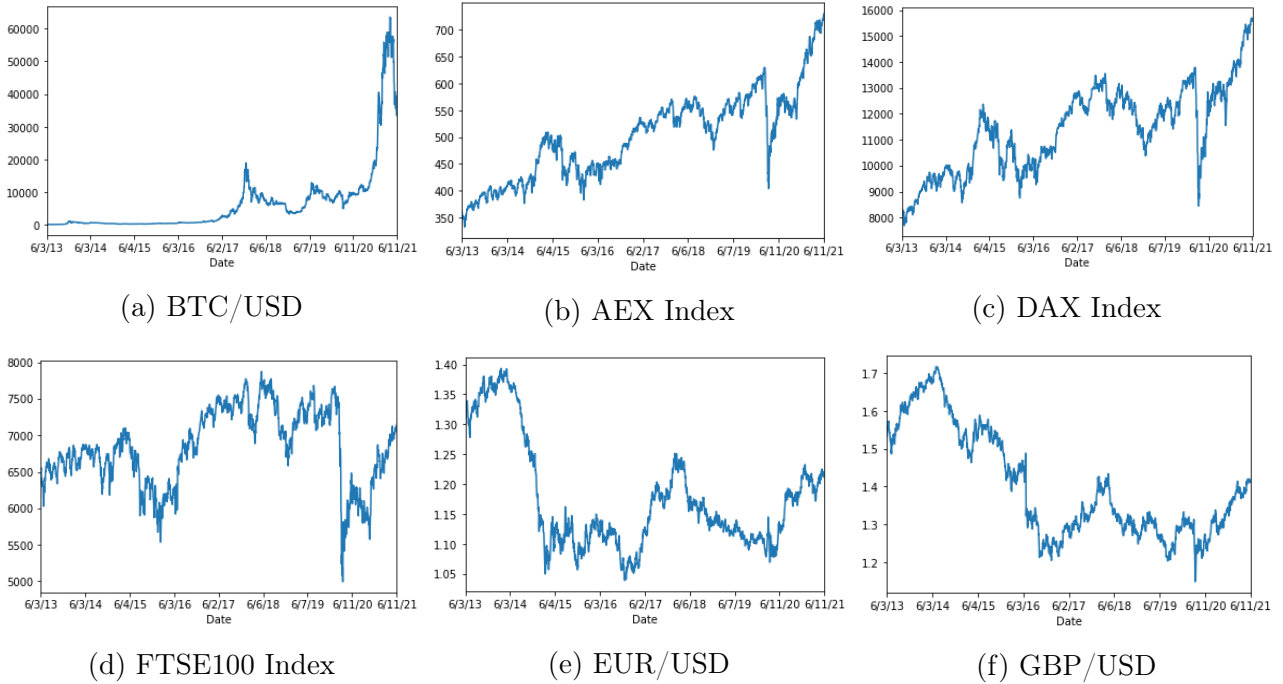 60000
50000
40000
30000
20000
10000
0
6/3/13 6/3/14 6/4/15 6/3/16 6/2/17 6/6/18 6/7/19 6/11/20 6/11/21
Date
(a) BTC/USD
700
650
600
550
500
450
400
350
6/3/13 6/3/14 6/4/15 6/3/16 6/2/17 6/6/18 6/7/19 6/11/20 6/11/21
Date
(b) AEX Index
16000
15000
14000
13000
12000
11000
10000
9000
8000
6/3/13 6/3/14 6/4/15 6/3/16 6/2/17 6/6/18 6/7/19 6/11/20 6/11/21
Date
(c) DAX Index
8000
7500
7000
6500
6000
5500
5000
6/3/13 6/3/14 6/4/15 6/3/16 6/2/17 6/6/18 6/7/19 6/11/20 6/11/21
Date
(d) FTSE100 Index
1.40
1.35
1.30
1.25
1.20
1.15
1.10
1.05
6/3/13 6/3/14 6/4/15 6/3/16 6/2/17 6/6/18 6/7/19 6/11/20 6/11/21
Date
(e) EUR/USD
1.7
1.6
1.5
1.4
1.3
1.2
6/3/13 6/3/14 6/4/15 6/3/16 6/2/17 6/6/18 6/7/19 6/11/20 6/11/21
Date
(f) GBP/USD